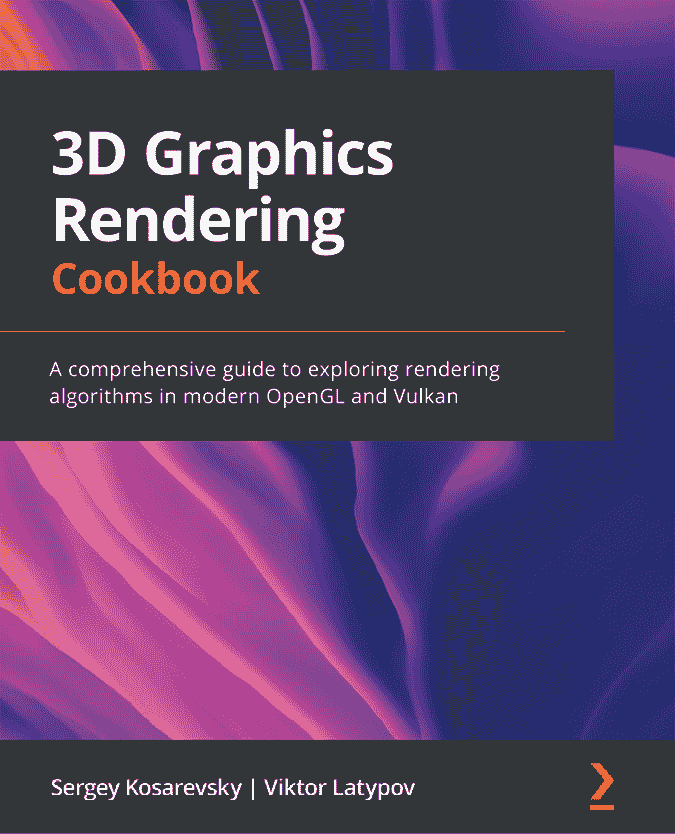 3D Graphics
Rendering
Cookbook
A comprehensive guide to exploring rendering
algorithms in modern OpenGL and Vulkan
Sergey Kosarevsky | Viktor Latypov